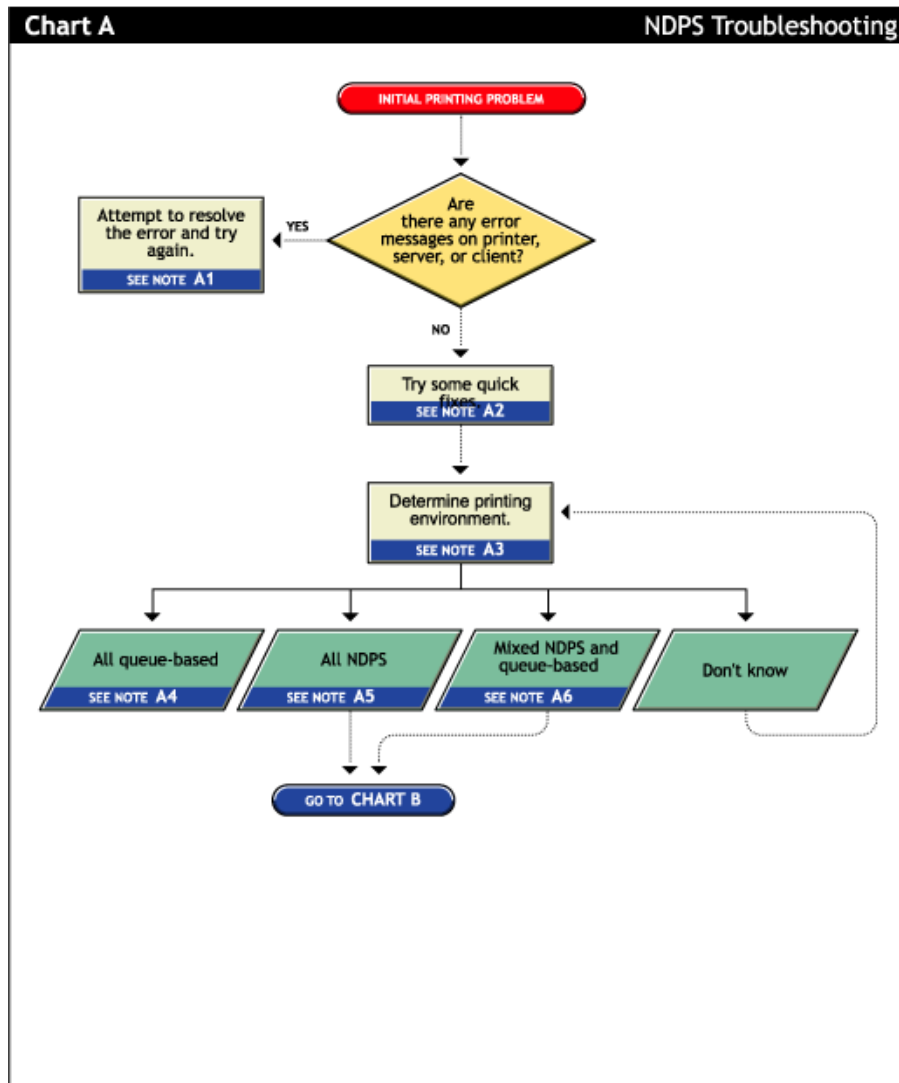 Chart A
NDPS Troubleshooting
INITIAL PRINTING PROBLEM
Are
there any error
messages on printer,
server, or client?
YES
Attempt to resolve
the error and try
again.
SEE NOTE A1
NO
Try some quick
fixes.
SEE NOTE A2
Determine printing
environment.
SEE NOTE A3
All queue-based
SEE NOTE A4
All NDPS
SEE NOTE A5
Mixed NDPS and
queue-based
SEE NOTE A6
Don't know
GO TO CHART B